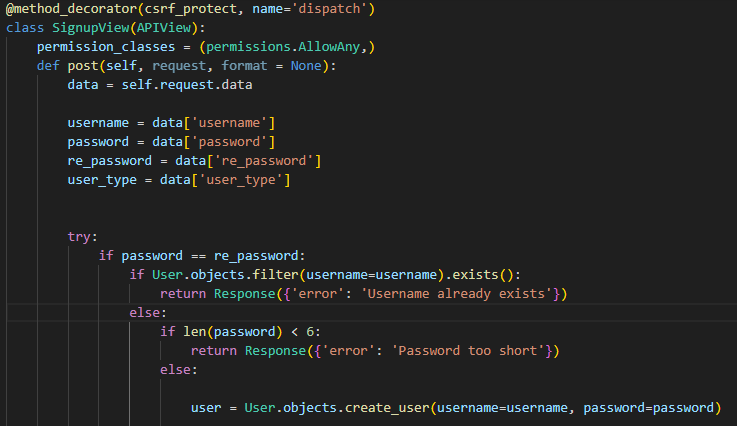 @method_decorator(csrf_protect, name='dispatch')
class SignupView(APIView):
    permission_classes = (permissions.AllowAny,)
    def post(self, request, format = None):
        data = self.request.data

        username = data['username']
        password = data['password']
        re_password = data['re_password']
        user_type = data['user_type']


        try:
            if password == re_password:
                if User.objects.filter(username=username).exists():
                    return Response({'error': 'Username already exists'})
                else:
                    if len(password) < 6:
                        return Response({'error': 'Password too short'})
                    else:

                        user = User.objects.create_user(username=username, password=password)